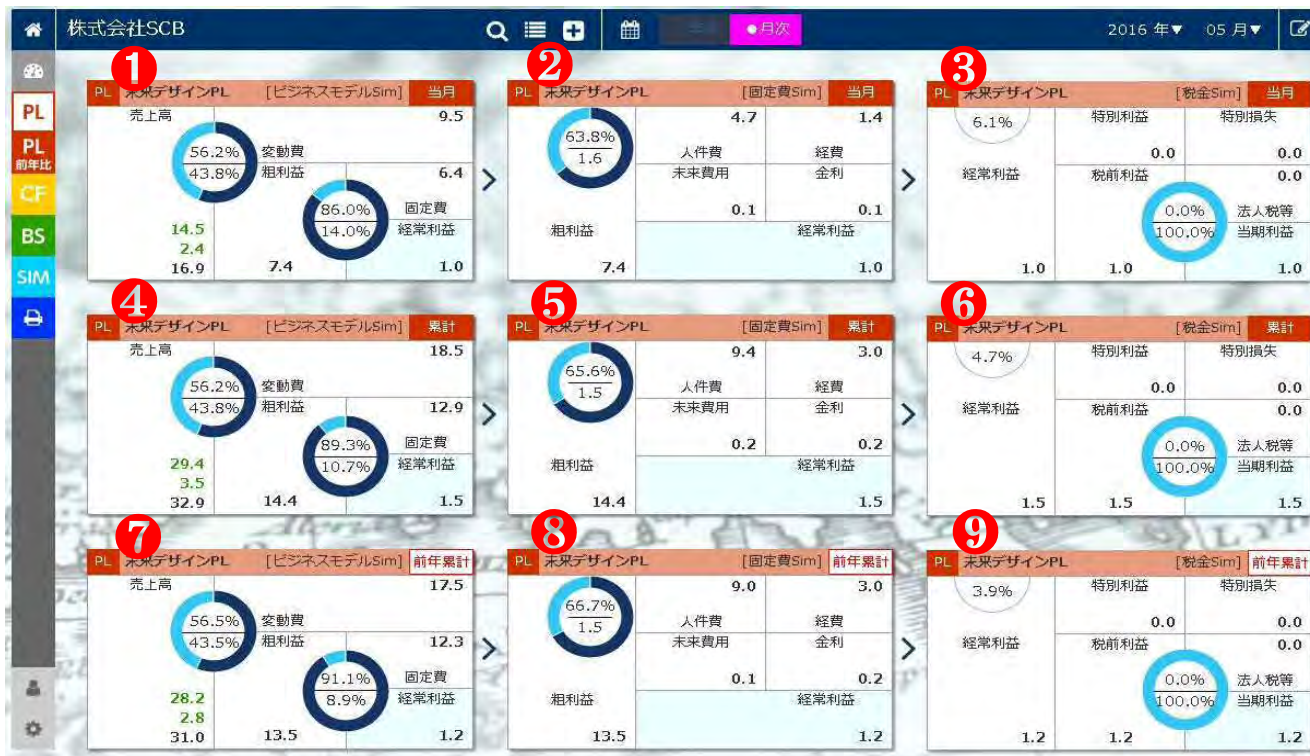 株式会社SCB
●月次
2016 年▼ 05 月▼
PL
PL
前年比
CF
BS
SIM
1
PL 未来デザインPL [ビジネスモデルSim] 当月
売上高 9.5
56.2% 変動費
43.8% 粗利益 6.4
86.0% 固定費
14.0% 経常利益
14.5
2.4
16.9 7.4 1.0
2
PL 未来デザインPL [固定費Sim] 当月
4.7 1.4
63.8%
1.6 人件費 経費
未来費用 金利
0.1 0.1
粗利益 経常利益
7.4 1.0
3
PL 未来デザインPL [税金Sim] 当月
6.1% 特別利益 特別損失
0.0 0.0
経常利益 税前利益 0.0
0.0% 法人税等
100.0% 当期利益
1.0 1.0 1.0
4
PL 未来デザインPL [ビジネスモデルSim] 累計
売上高 18.5
56.2% 変動費
43.8% 粗利益 12.9
89.3% 固定費
10.7% 経常利益
29.4
3.5
32.9 14.4 1.5
5
PL 未来デザインPL [固定費Sim] 累計
9.4 3.0
65.6%
1.5 人件費 経費
未来費用 金利
0.2 0.2
粗利益 経常利益
14.4 1.5
6
PL 未来デザインPL [税金Sim] 累計
4.7% 特別利益 特別損失
0.0 0.0
経常利益 税前利益 0.0
0.0% 法人税等
100.0% 当期利益
1.5 1.5 1.5
7
PL 未来デザインPL [ビジネスモデルSim] 前年累計
売上高 17.5
56.5% 変動費
43.5% 粗利益 12.3
91.1% 固定費
8.9% 経常利益
28.2
2.8
31.0 13.5 1.2
8
PL 未来デザインPL [固定費Sim] 前年累計
9.0 3.0
66.7%
1.5 人件費 経費
未来費用 金利
0.1 0.2
粗利益 経常利益
13.5 1.2
9
PL 未来デザインPL [税金Sim] 前年累計
3.9% 特別利益 特別損失
0.0 0.0
経常利益 税前利益 0.0
0.0% 法人税等
100.0% 当期利益
1.2 1.2 1.2